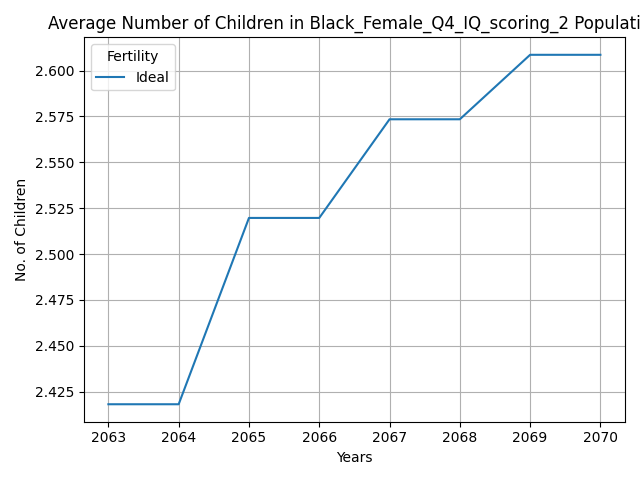 Average Number of Children in Black_Female_Q4_IQ_scoring_2 Populati
Fertility
Ideal
No. of Children
2.600
2.575
2.550
2.525
2.500
2.475
2.450
2.425
2063 2064 2065 2066 2067 2068 2069 2070
Years